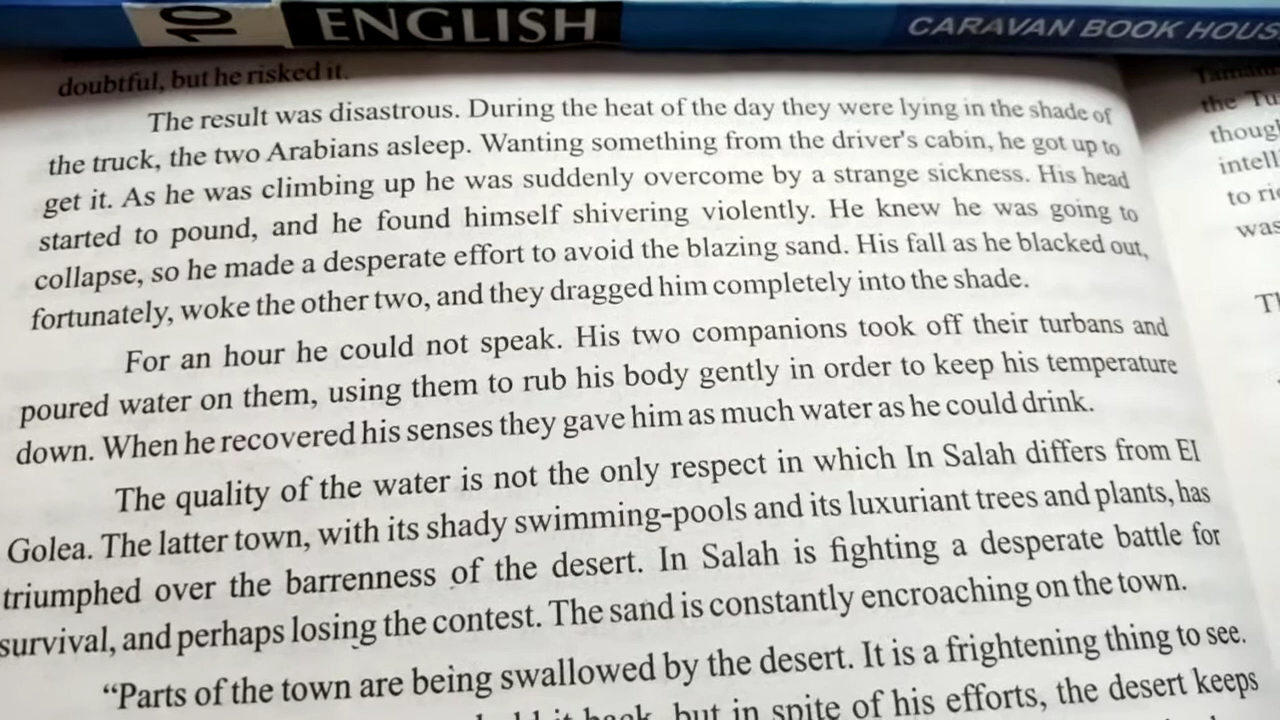 10 ENGLISH CARAVAN BOOK HOUS
doubtful, but he risked it.
The result was disastrous. During the heat of the day they were lying in the shade of
the truck, the two Arabians asleep. Wanting something from the driver's cabin, he got up to
get it. As he was climbing up he was suddenly overcome by a strange sickness. His head
started to pound, and he found himself shivering violently. He knew he was going to
collapse, so he made a desperate effort to avoid the blazing sand. His fall as he blacked out,
fortunately, woke the other two, and they dragged him completely into the shade.
For an hour he could not speak. His two companions took off their turbans and
poured water on them, using them to rub his body gently in order to keep his temperature
down. When he recovered his senses they gave him as much water as he could drink.
The quality of the water is not the only respect in which In Salah differs from El
Golea. The latter town, with its shady swimming-pools and its luxuriant trees and plants, has
triumphed over the barrenness of the desert. In Salah is fighting a desperate battle for
survival, and perhaps losing the contest. The sand is constantly encroaching on the town.
“Parts of the town are being swallowed by the desert. It is a frightening thing to see.
it back, but in spite of his efforts, the desert keeps
the Tu
though
intelli
to ri
was
Th